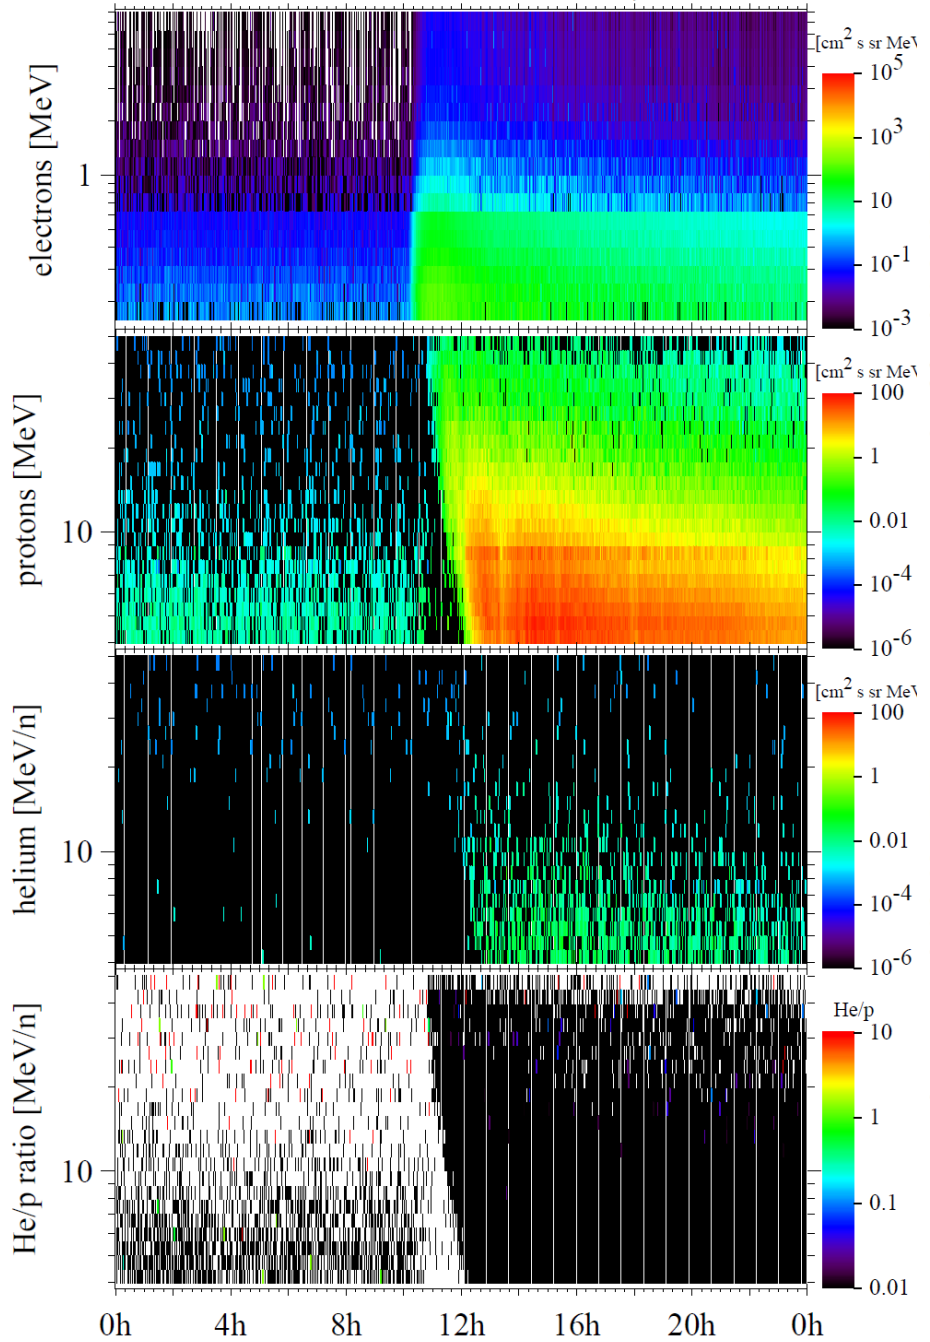 [cm² s sr MeV
10⁵
10³
10
10⁻¹
10⁻³
electrons [MeV]
1
[cm² s sr MeV
100
1
0.01
10⁻⁴
10⁻⁶
protons [MeV]
10
[cm² s sr MeV
100
1
0.01
10⁻⁴
10⁻⁶
helium [MeV/n]
10
He/p
10
1
0.1
0.01
He/p ratio [MeV/n]
10
0h 4h 8h 12h 16h 20h 0h